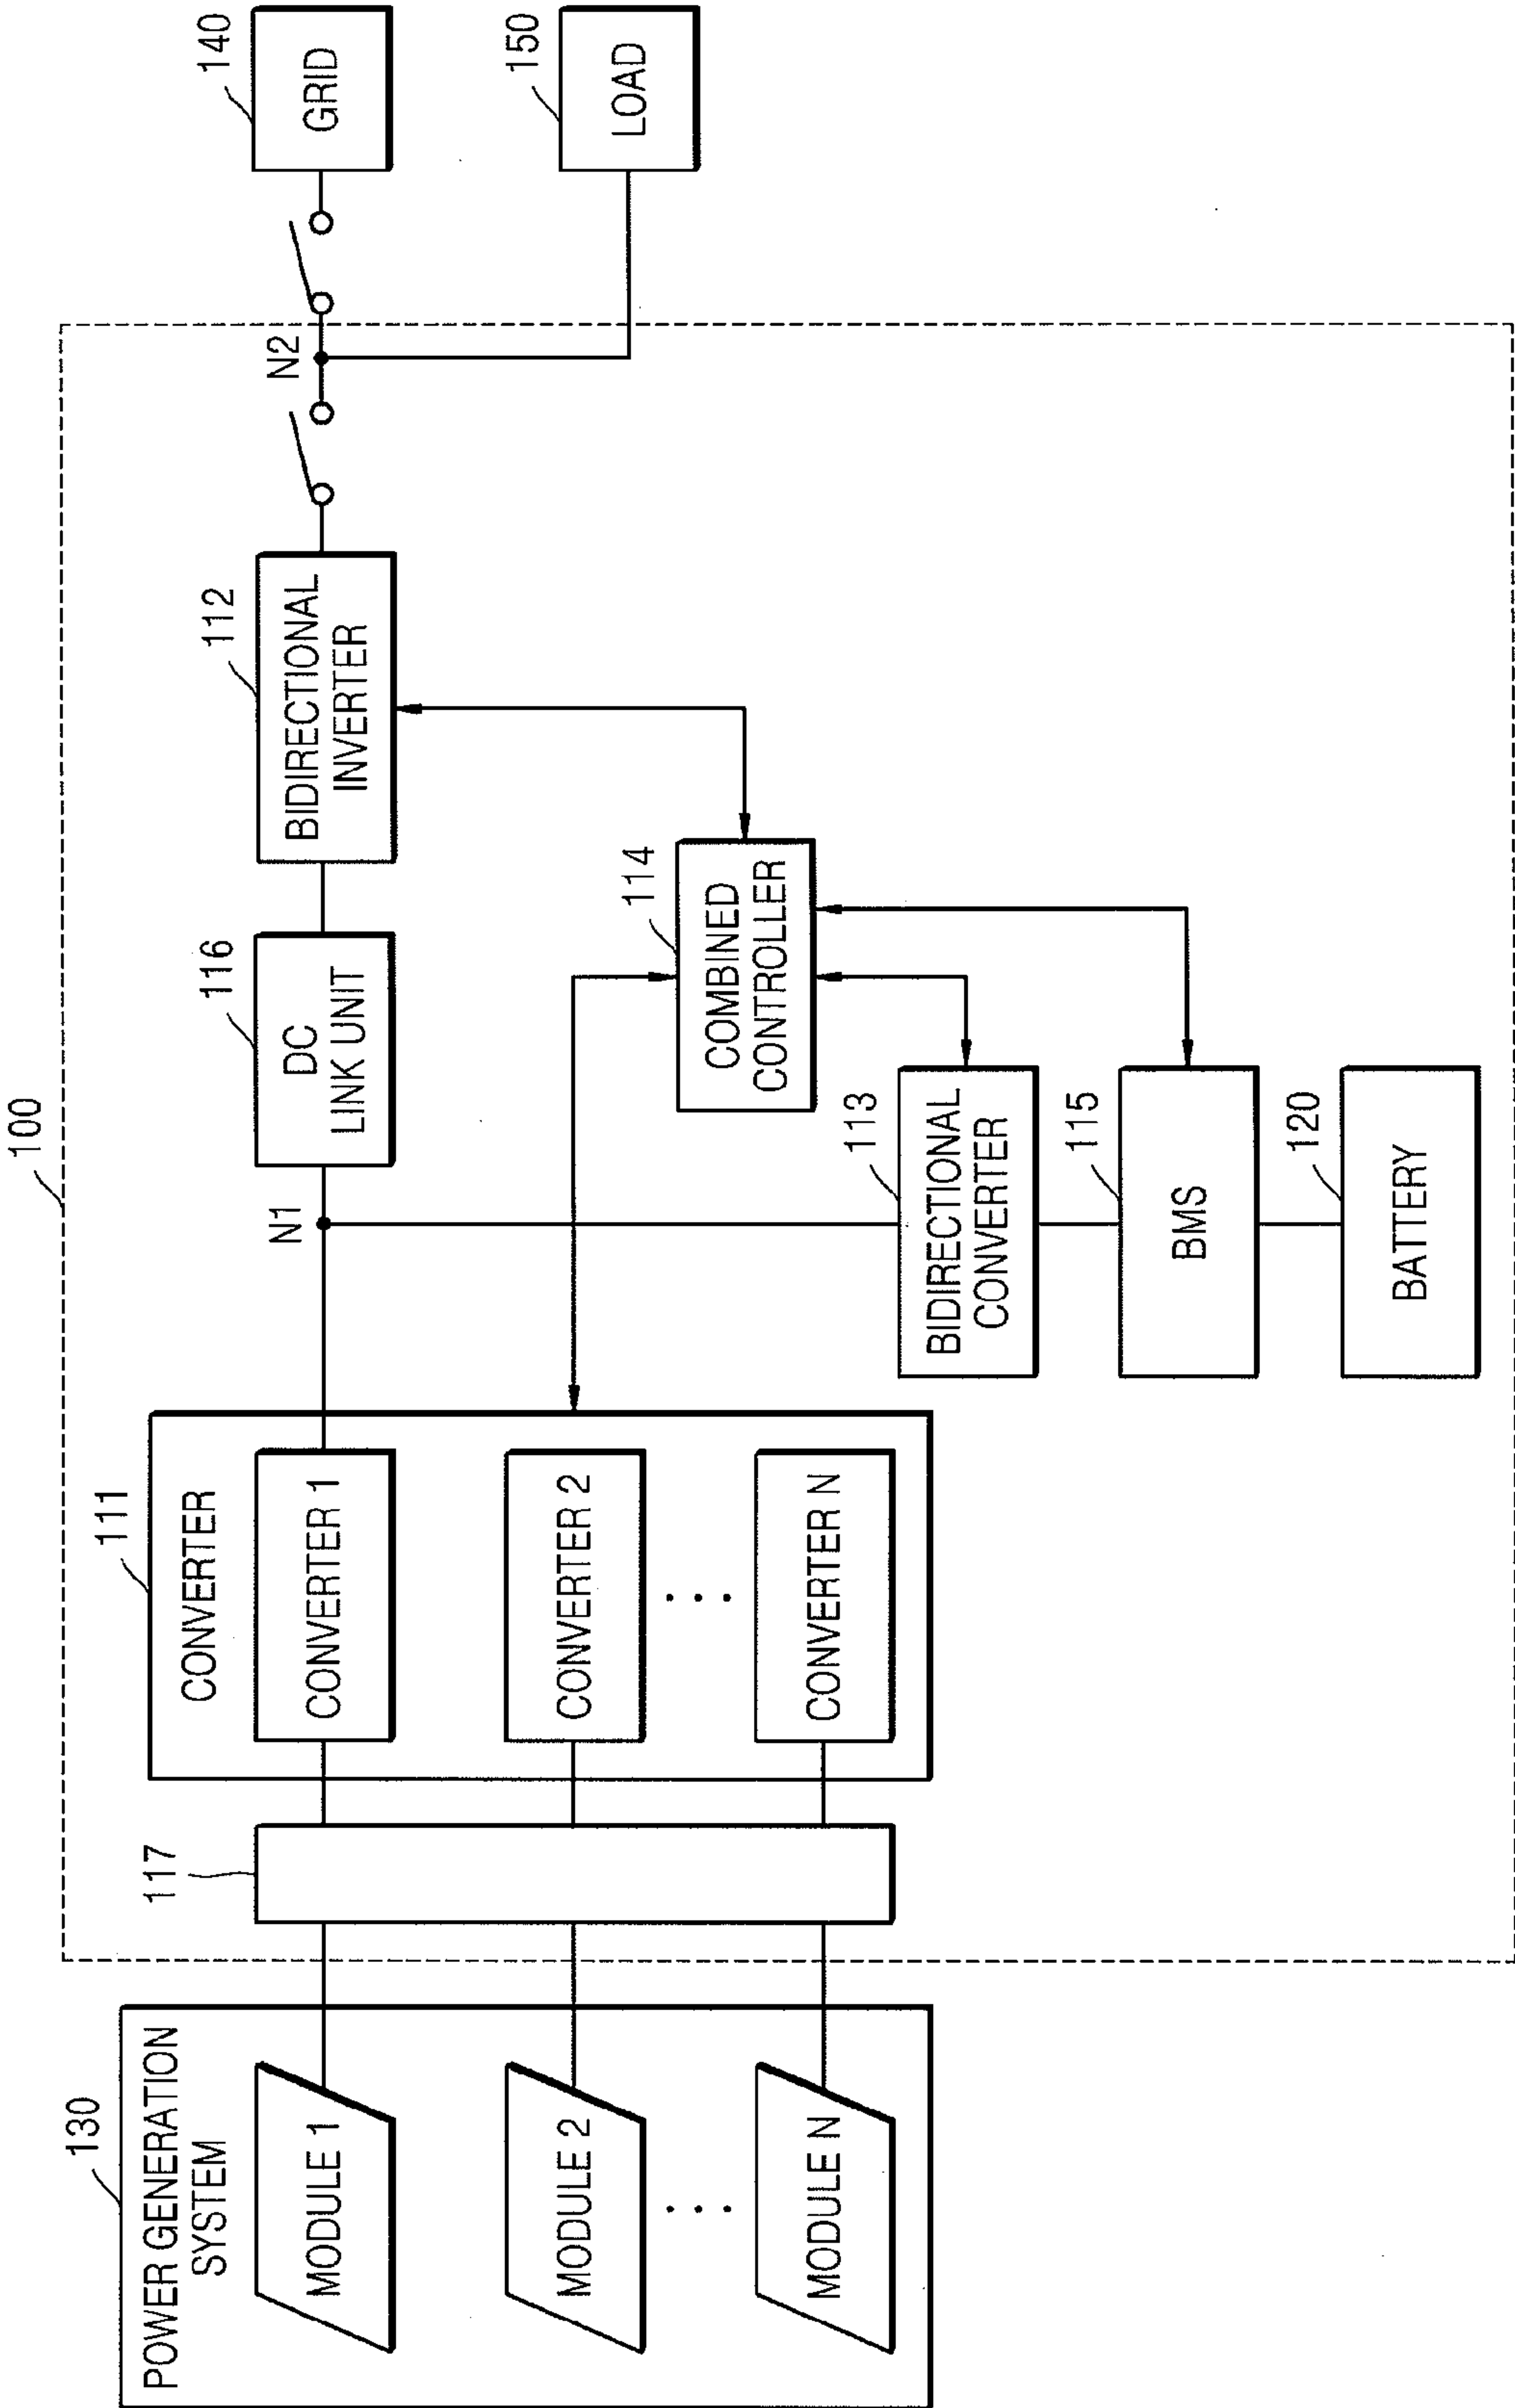 100
130
POWER GENERATION
SYSTEM
MODULE 1
MODULE 2
MODULE N
117
111
CONVERTER
CONVERTER 1
CONVERTER 2
CONVERTER N
N1
116
DC
LINK UNIT
112
BIDIRECTIONAL
INVERTER
N2
140
GRID
150
LOAD
114
COMBINED
CONTROLLER
113
BIDIRECTIONAL
CONVERTER
115
BMS
120
BATTERY